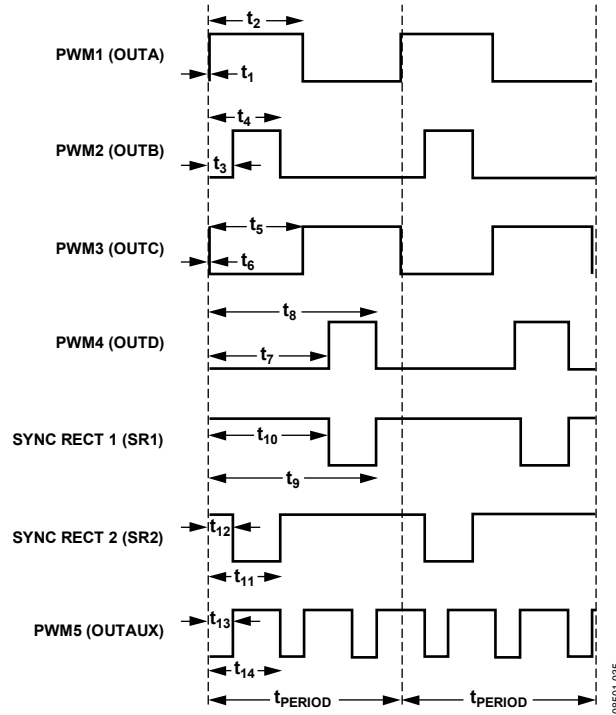 t2
PWM1 (OUTA)
t1
t4
PWM2 (OUTB)
t3
t5
PWM3 (OUTC)
t6
t8
PWM4 (OUTD)
t7
SYNC RECT 1 (SR1)
t10
t9
SYNC RECT 2 (SR2)
t12
t11
PWM5 (OUTAUX)
t13
t14
tPERIOD tPERIOD